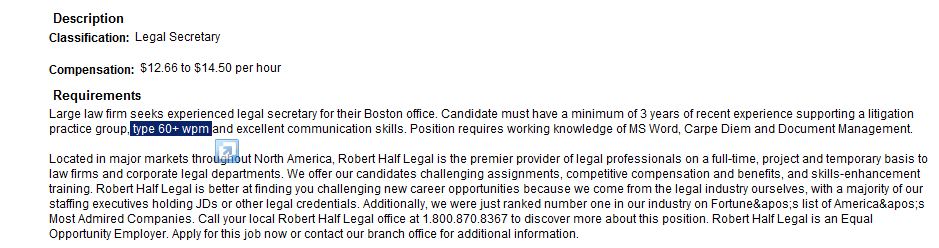 Description
Classification: Legal Secretary
Compensation: $12.66 to $14.50 per hour
Requirements
Large law firm seeks experienced legal secretary for their Boston office. Candidate must have a minimum of 3 years of recent experience supporting a litigation
practice group, type 60+ wpm and excellent communication skills. Position requires working knowledge of MS Word, Carpe Diem and Document Management.
Located in major markets throughout North America, Robert Half Legal is the premier provider of legal professionals on a full-time, project and temporary basis to
law firms and corporate legal departments. We offer our candidates challenging assignments, competitive compensation and benefits, and skills-enhancement
training. Robert Half Legal is better at finding you challenging new career opportunities because we come from the legal industry ourselves, with a majority of our
staffing executives holding JDs or other legal credentials. Additionally, we were just ranked number one in our industry on Fortune&apos;s list of America&apos;s
Most Admired Companies. Call your local Robert Half Legal office at 1.800.870.8367 to discover more about this position. Robert Half Legal is an Equal
Opportunity Employer. Apply for this job now or contact our branch office for additional information.